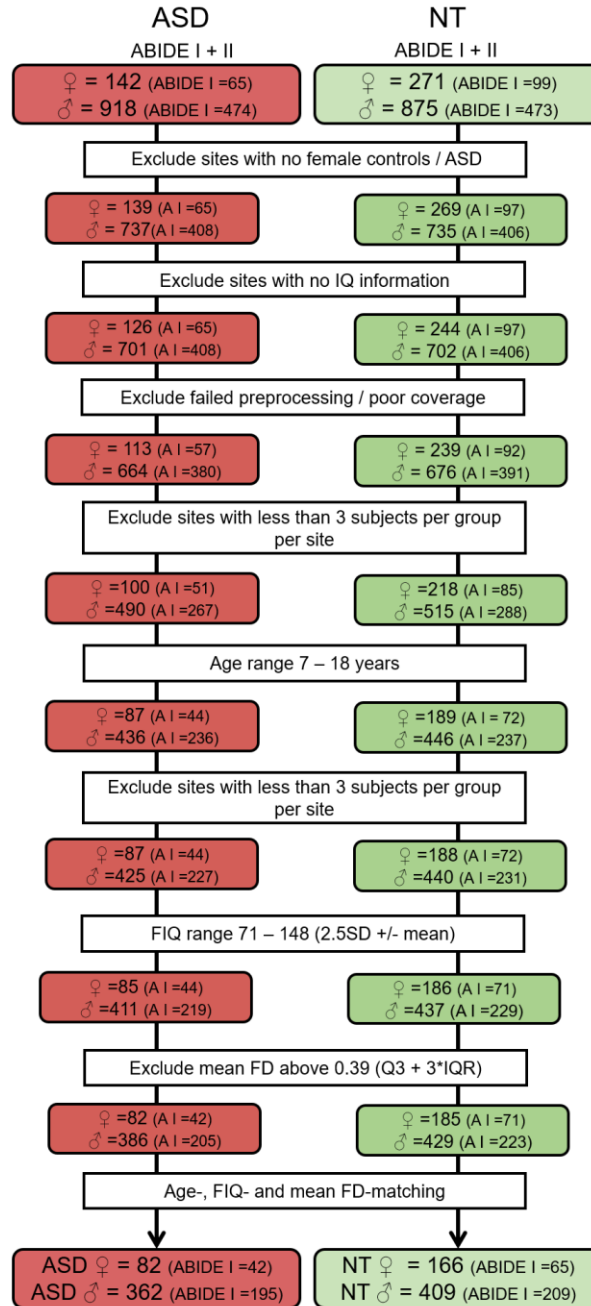 ASD NT
ABIDE I + II ABIDE I + II
♀ = 142 (ABIDE I =65) ♀ = 271 (ABIDE I =99)
♂ = 918 (ABIDE I =474) ♂ = 875 (ABIDE I =473)
Exclude sites with no female controls / ASD
♀ = 139 (A I =65) ♀ = 269 (A I =97)
♂ = 737(A I =408) ♂ = 735 (A I =406)
Exclude sites with no IQ information
♀ = 126 (A I =65) ♀ = 244 (A I =97)
♂ = 701 (A I =408) ♂ = 702 (A I =406)
Exclude failed preprocessing / poor coverage
♀ = 113 (A I =57) ♀ = 239 (A I =92)
♂ = 664 (A I =380) ♂ = 676 (A I =391)
Exclude sites with less than 3 subjects per group
per site
♀ =100 (A I =51) ♀ =218 (A I =85)
♂ =490 (A I =267) ♂ =515 (A I =288)
Age range 7 – 18 years
♀ =87 (A I =44) ♀ =189 (A I = 72)
♂ =436 (A I =236) ♂ =446 (A I =237)
Exclude sites with less than 3 subjects per group
per site
♀ =87 (A I =44) ♀ =188 (A I =72)
♂ =425 (A I =227) ♂ =440 (A I =231)
FIQ range 71 – 148 (2.5SD +/- mean)
♀ =85 (A I =44) ♀ =186 (A I =71)
♂ =411 (A I =219) ♂ =437 (A I =229)
Exclude mean FD above 0.39 (Q3 + 3*IQR)
♀ =82 (A I =42) ♀ =185 (A I =71)
♂ =386 (A I =205) ♂ =429 (A I =223)
Age-, FIQ- and mean FD-matching
ASD ♀ = 82 (ABIDE I =42) NT ♀ = 166 (ABIDE I =65)
ASD ♂ = 362 (ABIDE I =195) NT ♂ = 409 (ABIDE I =209)